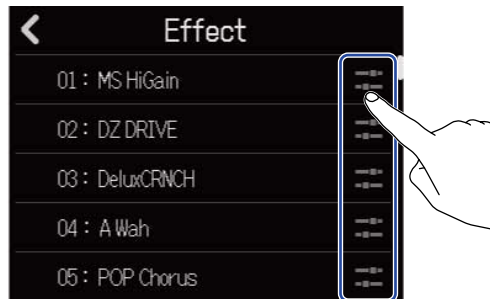 Effect
01: MS HiGain
02: DZ DRIVE
03: DeluxCRNCH
04: A Wah
05: POP Chorus